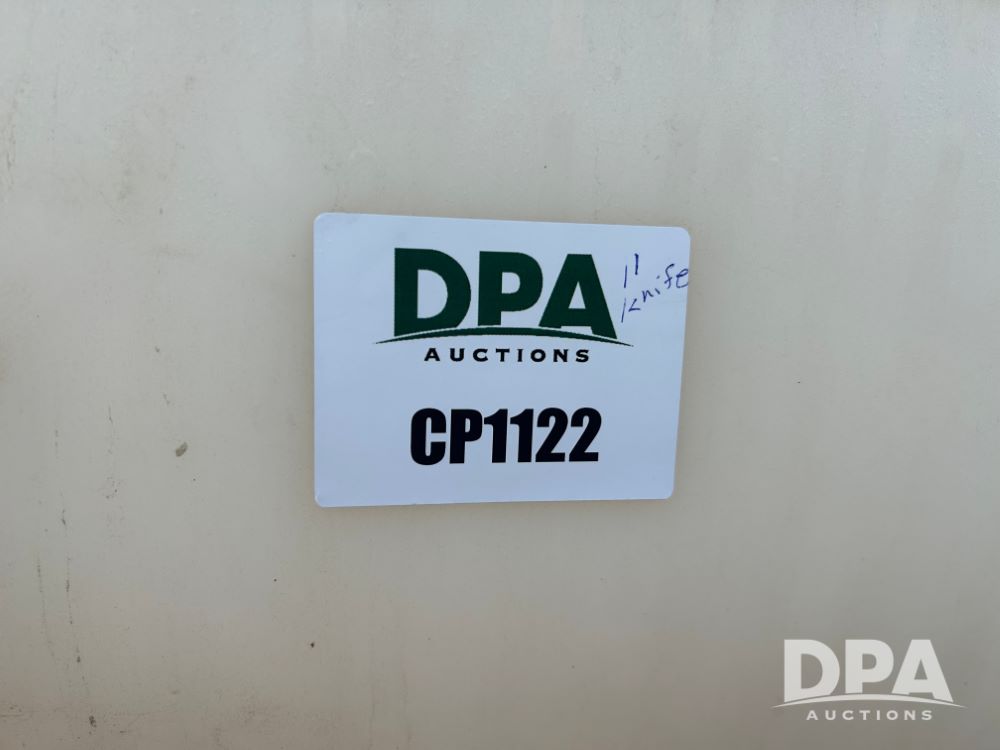 DPA
AUCTIONS
11
Knife
CP1122
DPA
AUCTIONS